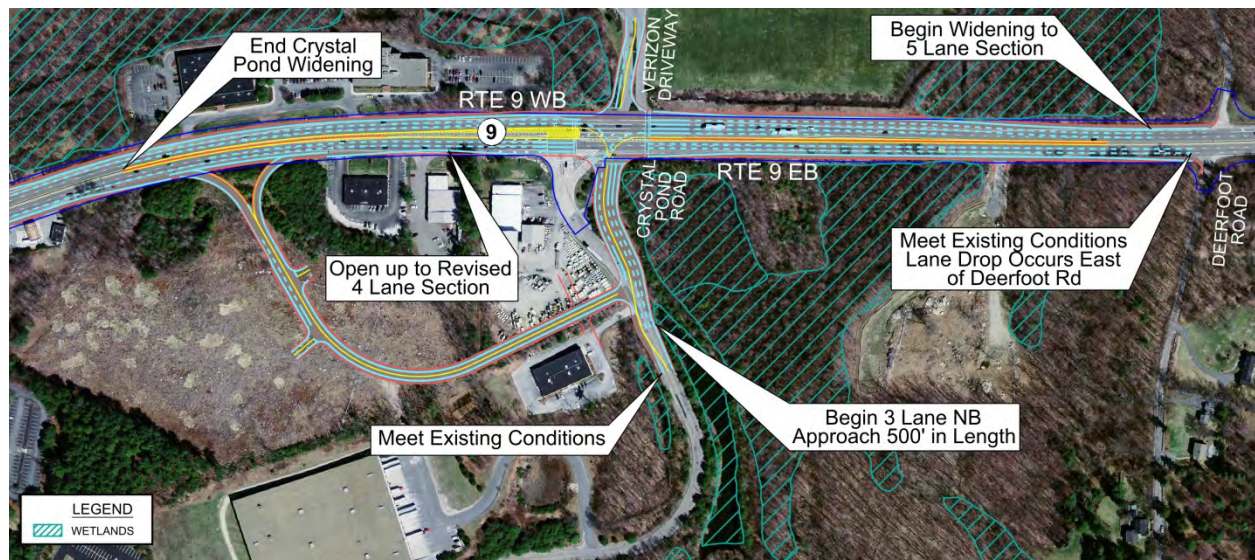 End Crystal
Pond Widening
RTE 9 WB
9
VERIZON
DRIVEWAY
Begin Widening to
5 Lane Section
CRYSTAL
POND
ROAD
RTE 9 EB
DEERFOOT
ROAD
Open up to Revised
4 Lane Section
Meet Existing Conditions
Lane Drop Occurs East
of Deerfoot Rd
Meet Existing Conditions
Begin 3 Lane NB
Approach 500' in Length
LEGEND
WETLANDS